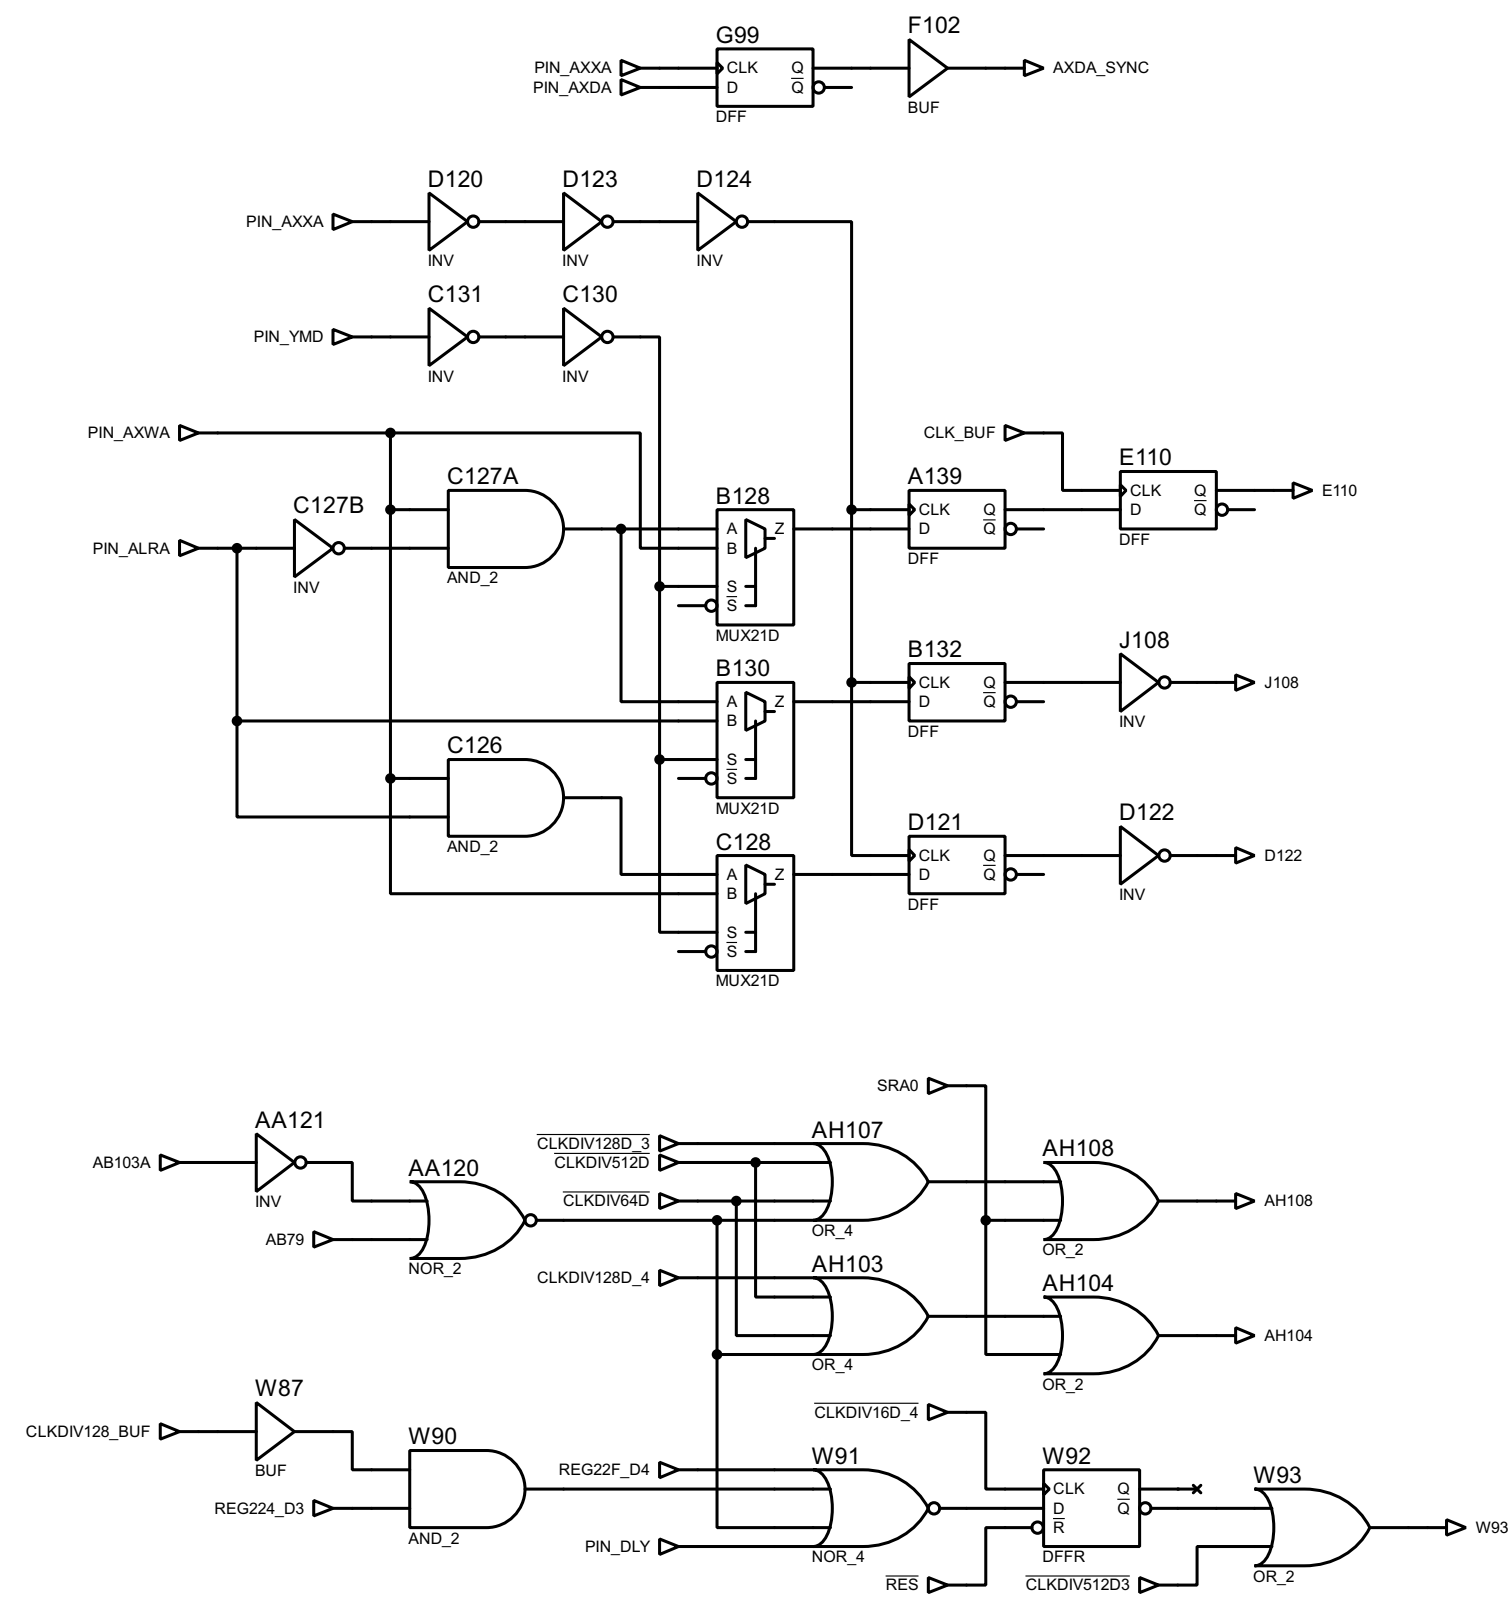 G99
F102
PIN_AXXA
CLK
Q
AXDA_SYNC
PIN_AXDA
D
Q
DFF
BUF
D120
D123
D124
PIN_AXXA
INV
INV
INV
C131
C130
PIN_YMD
INV
INV
PIN_AXWA
CLK_BUF
C127A
E110
C127B
B128
A139
CLK
Q
E110
D
Q
DFF
PIN_ALRA
INV
AND_2
A
Z
B
S
S
MUX21D
CLK
Q
D
Q
DFF
B130
B132
J108
A
Z
B
S
S
MUX21D
CLK
Q
D
Q
DFF
INV
J108
C126
AND_2
C128
D121
D122
A
Z
B
S
S
MUX21D
CLK
Q
D
Q
DFF
INV
D122
SRA0
AA121
AB103A
INV
AA120
AB79
NOR_2
CLKDIV128D_3
CLKDIV512D
CLKDIV64D
AH107
OR_4
AH108
OR_2
AH108
CLKDIV128D_4
AH103
OR_4
AH104
OR_2
AH104
W87
CLKDIV128_BUF
BUF
W90
REG224_D3
AND_2
CLKDIV16D_4
REG22F_D4
W91
PIN_DLY
NOR_4
W92
CLK
Q
D
Q
R
DFFR
RES
CLKDIV512D3
W93
OR_2
W93